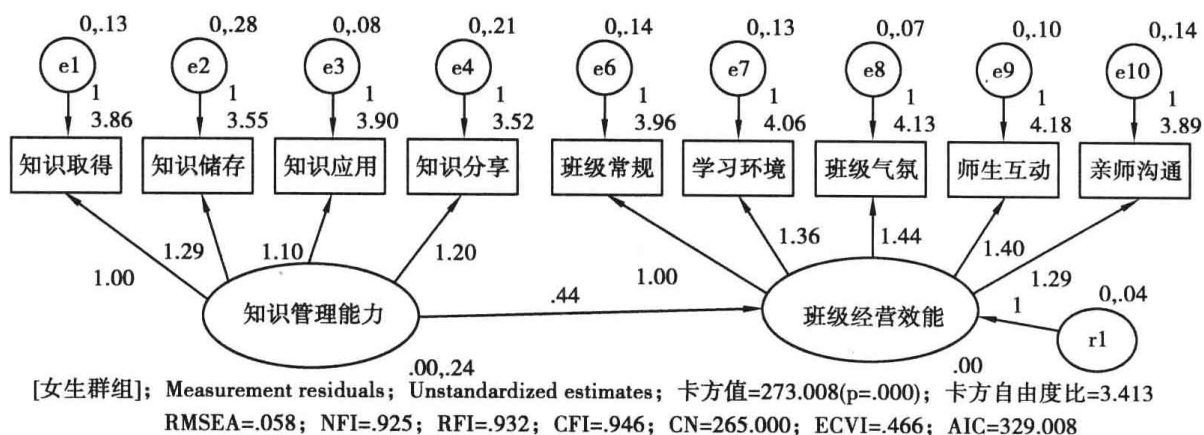 0,.13 0,.28 0,.08 0,.21 0,.14 0,.13 0,.07 0,.10 0,.14
e1 e2 e3 e4 e6 e7 e8 e9 e10
1 1 1 1 1 1 1 1 1
3.86 3.55 3.90 3.52 3.96 4.06 4.13 4.18 3.89
知识取得 知识储存 知识应用 知识分享 班级常规 学习环境 班级气氛 师生互动 亲师沟通
1.00 1.29 1.10 1.20 1.00 1.36 1.44 1.40 1.29
知识管理能力 .44 班级经营效能 1 0,.04
r1
.00,.24 .00
[女生群组]；Measurement residuals；Unstandardized estimates；卡方值=273.008(p=.000)；卡方自由度比=3.413
RMSEA=.058；NFI=.925；RFI=.932；CFI=.946；CN=265.000；ECVI=.466；AIC=329.008